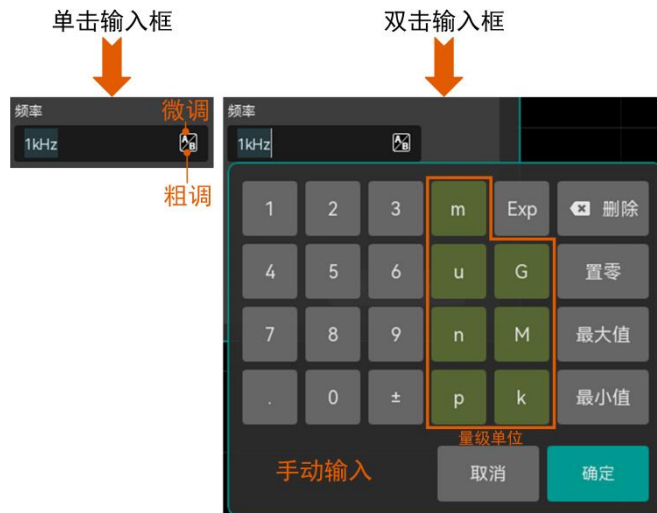 单击输入框
双击输入框
频率
微调
1kHz
A/B
粗调
频率
1kHz
A/B
1 2 3 m Exp 删除
4 5 6 u G 置零
7 8 9 n M 最大值
. 0 ± p k 最小值
量级单位
手动输入 取消 确定